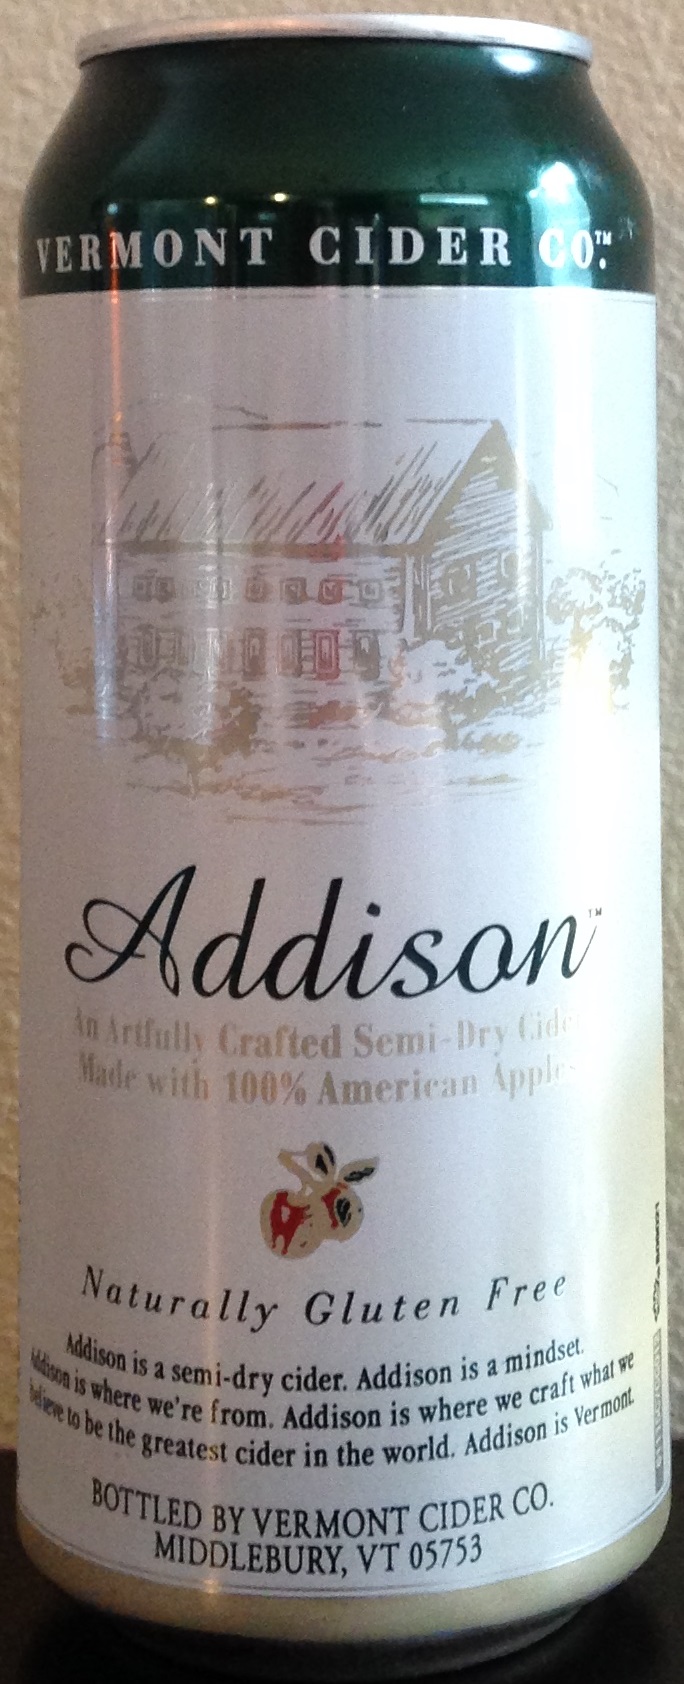 VERMONT CIDER CO.™
Addison™
An Artfully Crafted Semi-Dry Cider
Made with 100% American Apples
Naturally Gluten Free
Addison is a semi-dry cider. Addison is a mindset.
Addison is where we're from. Addison is where we craft what we
believe to be the greatest cider in the world. Addison is Vermont.
BOTTLED BY VERMONT CIDER CO.
MIDDLEBURY, VT 05753